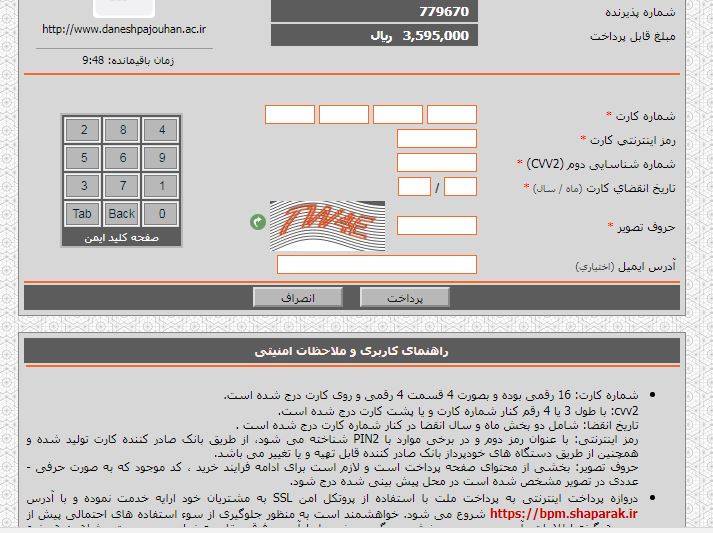 شماره پذیرنده 779670
http://www.daneshpajouhan.ac.ir
مبلغ قابل پرداخت 3,595,000 ریال
زمان باقیمانده: 9:48
شماره کارت *
رمز اینترنتي کارت *
شماره شناسایی دوم (CVV2) *
تاریخ انقضاي کارت (ماه / سال) * /
حروف تصویر *
آدرس ایمیل (اختیاري)
2 8 4
5 6 9
3 7 1
Tab Back 0
صفحه کلید ایمن
پرداخت
انصراف
راهنمای کاربری و ملاحظات امنیتی
• شماره کارت: 16 رقمی بوده و بصورت 4 قسمت 4 رقمی و روی کارت درج شده است.
cvv2: با طول 3 یا 4 رقم کنار شماره کارت و یا پشت کارت درج شده است.
تاریخ انقضا: شامل دو بخش ماه و سال انقضا در کنار شماره کارت درج شده است .
رمز اینترنتی: با عنوان رمز دوم و در برخی موارد با PIN2 شناخته می شود، از طریق بانک صادر کننده کارت تولید شده و
همچنین از طریق دستگاه های خودپرداز بانک صادر کننده قابل تهیه و یا تغییر می باشد.
حروف تصویر: بخشی از محتوای صفحه پرداخت است و لازم است برای ادامه فرایند خرید ، کد موجود که به صورت حرفی -
عددی در تصویر مشخص شده است در محل پیش بینی شده درج شود.
• دروازه پرداخت اینترنتی به پرداخت ملت با استفاده از پروتکل امن SSL به مشتریان خود ارایه خدمت نموده و با آدرس
https://bpm.shaparak.ir شروع می شود. خواهشمند است به منظور جلوگیری از سوء استفاده های احتمالی پیش از